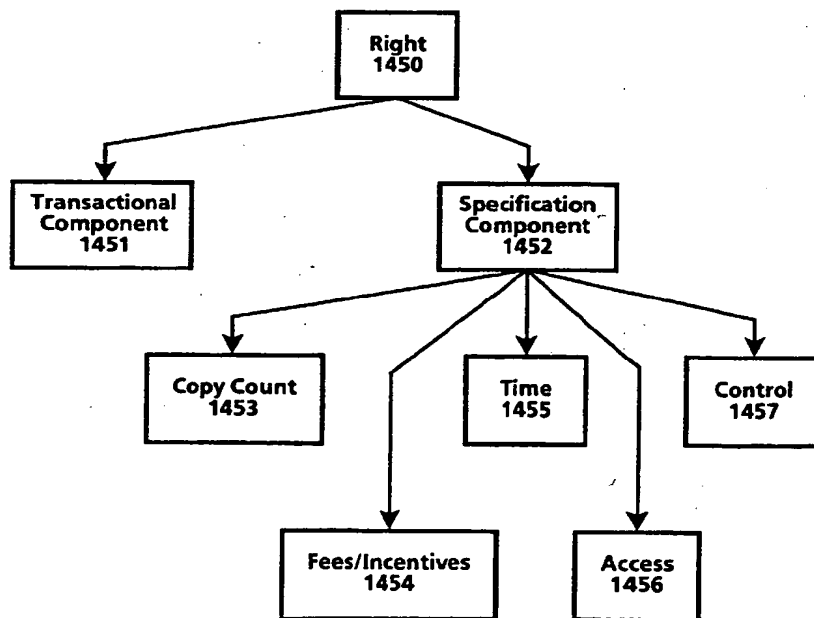 Right
1450
Transactional
Component
1451
Specification
Component
1452
Copy Count
1453
Time
1455
Control
1457
Fees/Incentives
1454
Access
1456